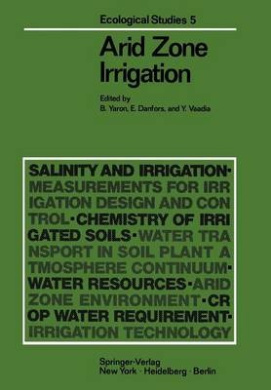 Ecological Studies 5
Arid Zone
Irrigation
Edited by
B. Yaron, E. Danfors, and Y. Vaadia
SALINITY AND IRRIGATION·
MEASUREMENTS FOR IRR
IGATION DESIGN AND CON
TROL·CHEMISTRY OF IRRI
GATED SOILS·WATER TRA
NSPORT IN SOIL PLANT A
TMOSPHERE CONTINUUM·
WATER RESOURCES·ARID
ZONE ENVIRONMENT·CR
OP WATER REQUIREMENT·
IRRIGATION TECHNOLOGY
Springer-Verlag
New York · Heidelberg · Berlin